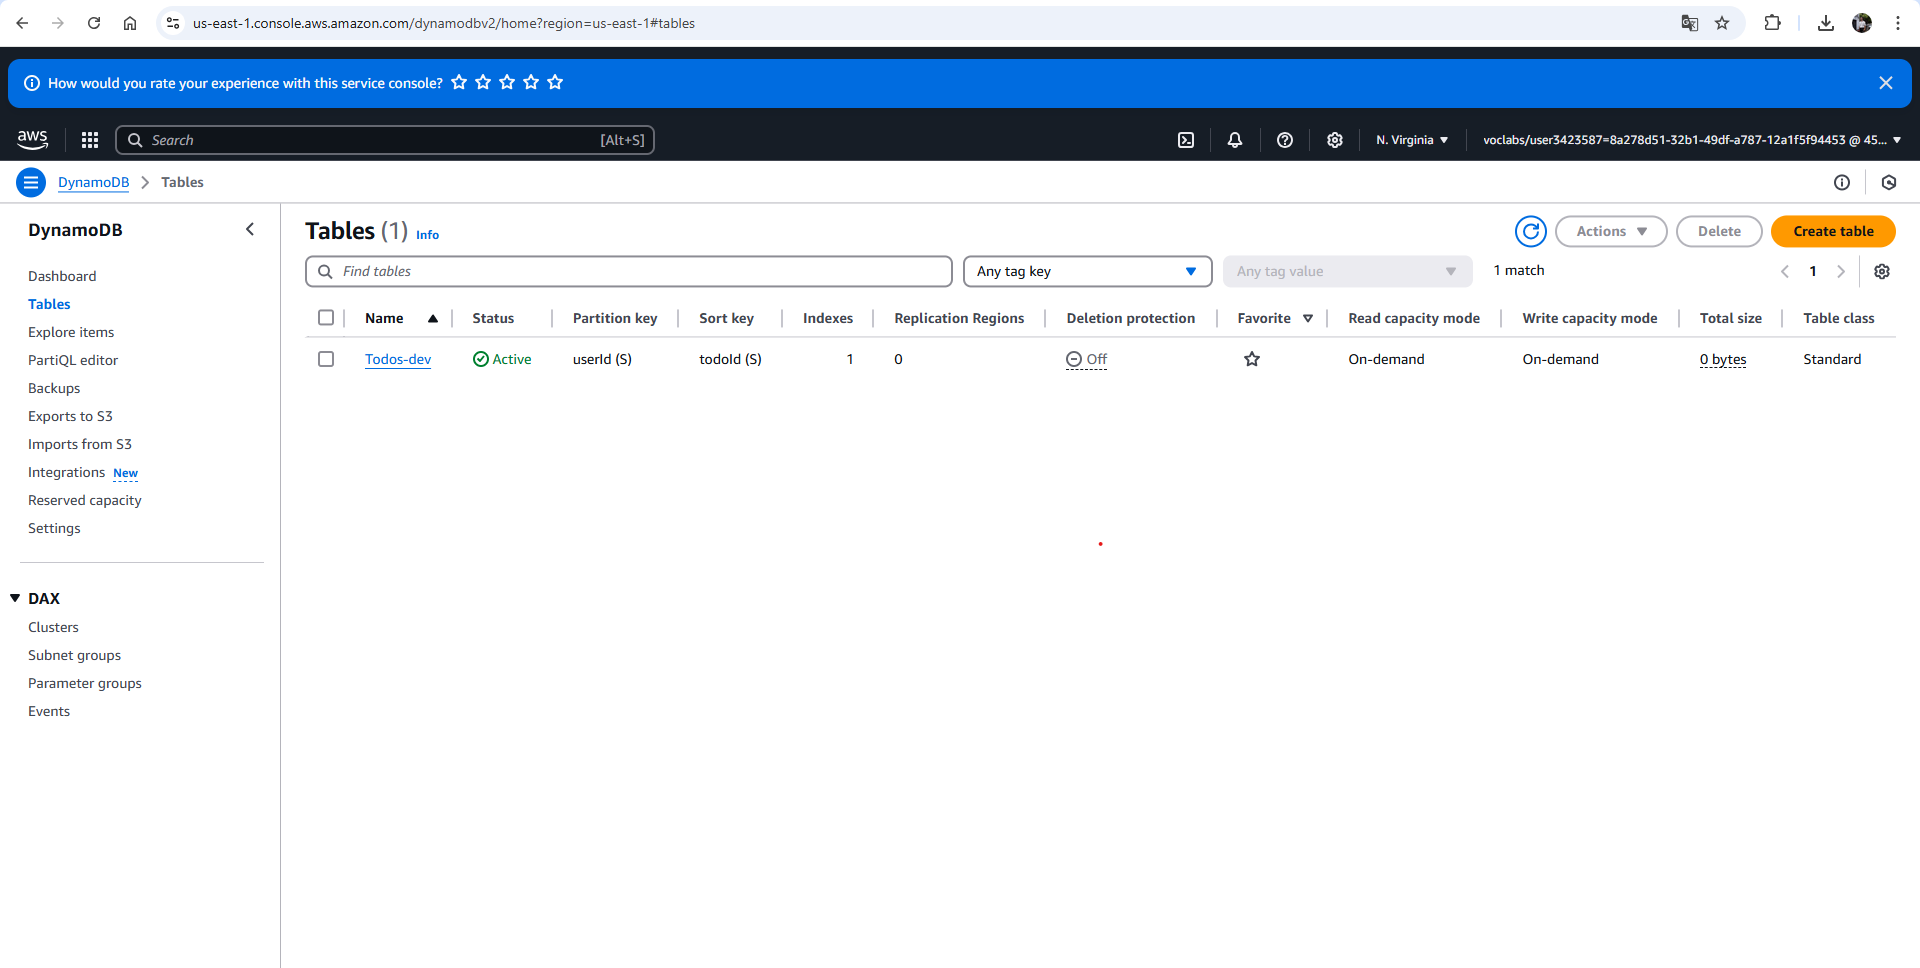 us-east-1.console.aws.amazon.com/dynamodbv2/home?region=us-east-1#tables
How would you rate your experience with this service console?
aws
Search [Alt+S]
N. Virginia
voclabs/user3423587=8a278d51-32b1-49df-a787-12a1f5f94453 @ 45...
DynamoDB
Tables
DynamoDB
Dashboard
Tables
Explore items
PartiQL editor
Backups
Exports to S3
Imports from S3
Integrations New
Reserved capacity
Settings
DAX
Clusters
Subnet groups
Parameter groups
Events
Tables (1) Info
Actions
Delete
Create table
Find tables
Any tag key
Any tag value
1 match
1
Name Status Partition key Sort key Indexes Replication Regions Deletion protection Favorite Read capacity mode Write capacity mode Total size Table class
Todos-dev Active userId (S) todoId (S) 1 0 Off On-demand On-demand 0 bytes Standard